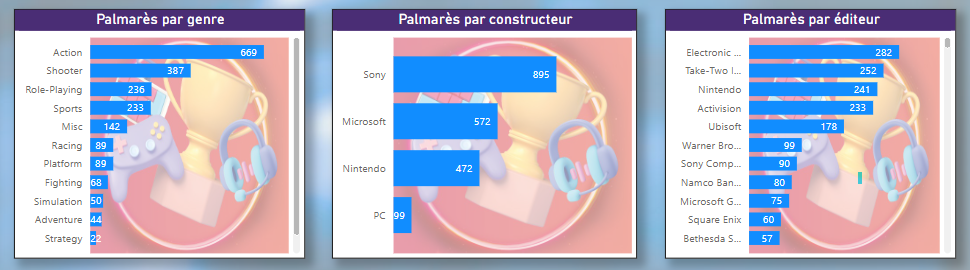 Palmarès par genre
Action 669
Shooter 387
Role-Playing 236
Sports 233
Misc 142
Racing 89
Platform 89
Fighting 68
Simulation 50
Adventure 44
Strategy 22
Palmarès par constructeur
Sony 895
Microsoft 572
Nintendo 472
PC 99
Palmarès par éditeur
Electronic ... 282
Take-Two I... 252
Nintendo 241
Activision 233
Ubisoft 178
Warner Bro... 99
Sony Comp... 90
Namco Ban... 80
Microsoft G... 75
Square Enix 60
Bethesda S... 57